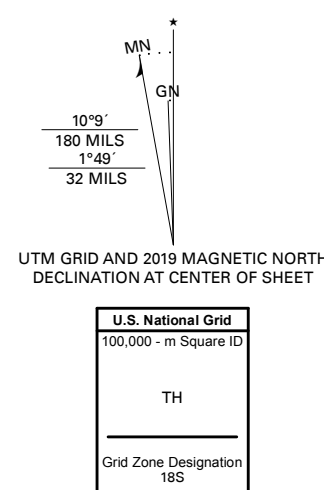 ★
MN
GN
10°9´
180 MILS
1°49´
32 MILS
UTM GRID AND 2019 MAGNETIC NORTH
DECLINATION AT CENTER OF SHEET
U.S. National Grid
100,000 - m Square ID
TH
Grid Zone Designation
18S